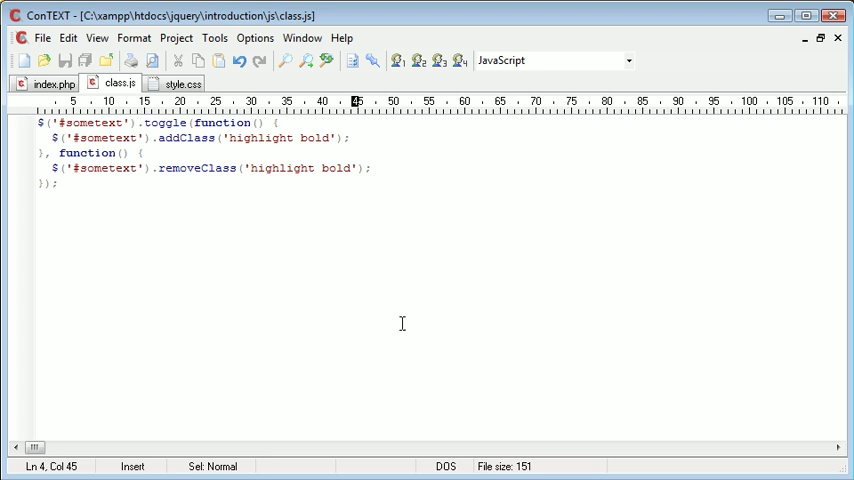 ConTEXT - [C:\xampp\htdocs\jquery\introduction\js\class.js]
File Edit View Format Project Tools Options Window Help
JavaScript
index.php class.js style.css
5 10 15 20 25 30 35 40 45 50 55 60 65 70 75 80 85 90 95 100 105 110
$('#sometext').toggle(function() {
$('#sometext').addClass('highlight bold');
}, function() {
$('#sometext').removeClass('highlight bold');
});
Ln 4, Col 45 Insert Sel: Normal DOS File size: 151